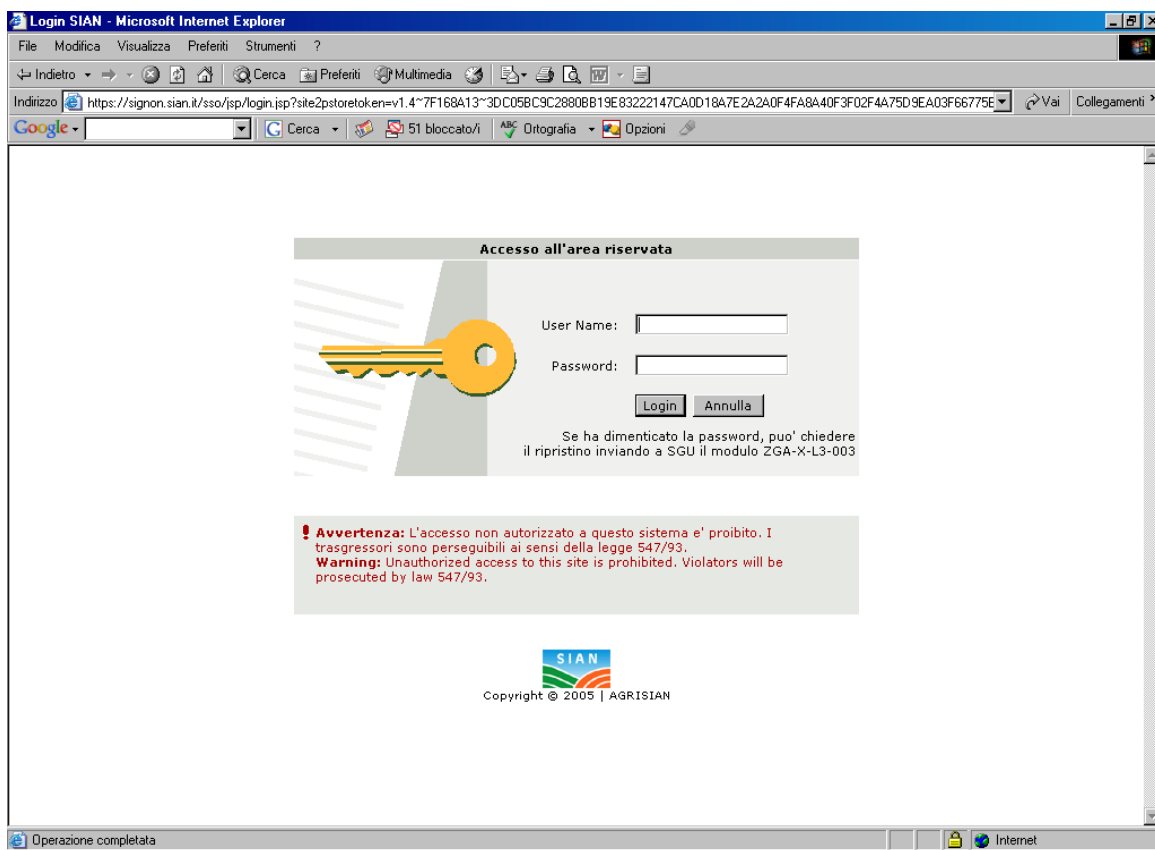 Login SIAN - Microsoft Internet Explorer
File Modifica Visualizza Preferiti Strumenti ?
Indietro Cerca Preferiti Multimedia
Indirizzo https://signon.sian.it/sso/jsp/login.jsp?site2pstoretoken=v1.4~7F168A13~3DC05BC9C2880BB19E83222147CA0D18A7E2A2A0F4FA8A40F3F02F4A75D9EA03F66775E Vai Collegamenti
Google Cerca 51 bloccato/i ABC Ortografia Opzioni
Accesso all'area riservata
User Name:
Password:
Login Annulla
Se ha dimenticato la password, puo' chiedere
il ripristino inviando a SGU il modulo ZGA-X-L3-003
! Avvertenza: L'accesso non autorizzato a questo sistema e' proibito. I
trasgressori sono perseguibili ai sensi della legge 547/93.
Warning: Unauthorized access to this site is prohibited. Violators will be
prosecuted by law 547/93.
SIAN
Copyright © 2005 | AGRISIAN
Operazione completata Internet